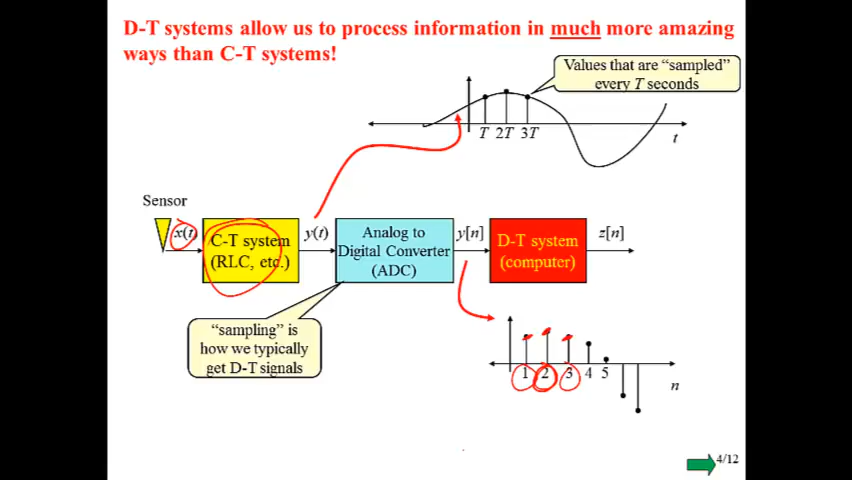 D-T systems allow us to process information in much more amazing
ways than C-T systems!
Values that are “sampled”
every T seconds
T 2T 3T
t
Sensor
x(t)
C-T system
(RLC, etc.)
y(t)
Analog to
Digital Converter
(ADC)
y[n]
D-T system
(computer)
z[n]
“sampling” is
how we typically
get D-T signals
1 2 3 4 5
n
4/12